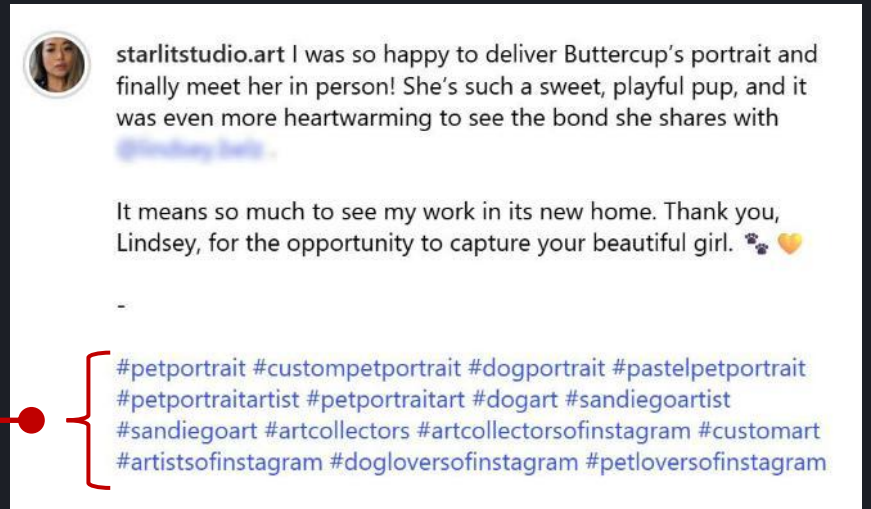 starlitstudio.art I was so happy to deliver Buttercup's portrait and
finally meet her in person! She's such a sweet, playful pup, and it
was even more heartwarming to see the bond she shares with
.
It means so much to see my work in its new home. Thank you,
Lindsey, for the opportunity to capture your beautiful girl. 🐾 💛
-
#petportrait #custompetportrait #dogportrait #pastelpetportrait
#petportraitartist #petportraitart #dogart #sandiegoartist
#sandiegoart #artcollectors #artcollectorsofinstagram #customart
#artistsofinstagram #dogloversofinstagram #petloversofinstagram